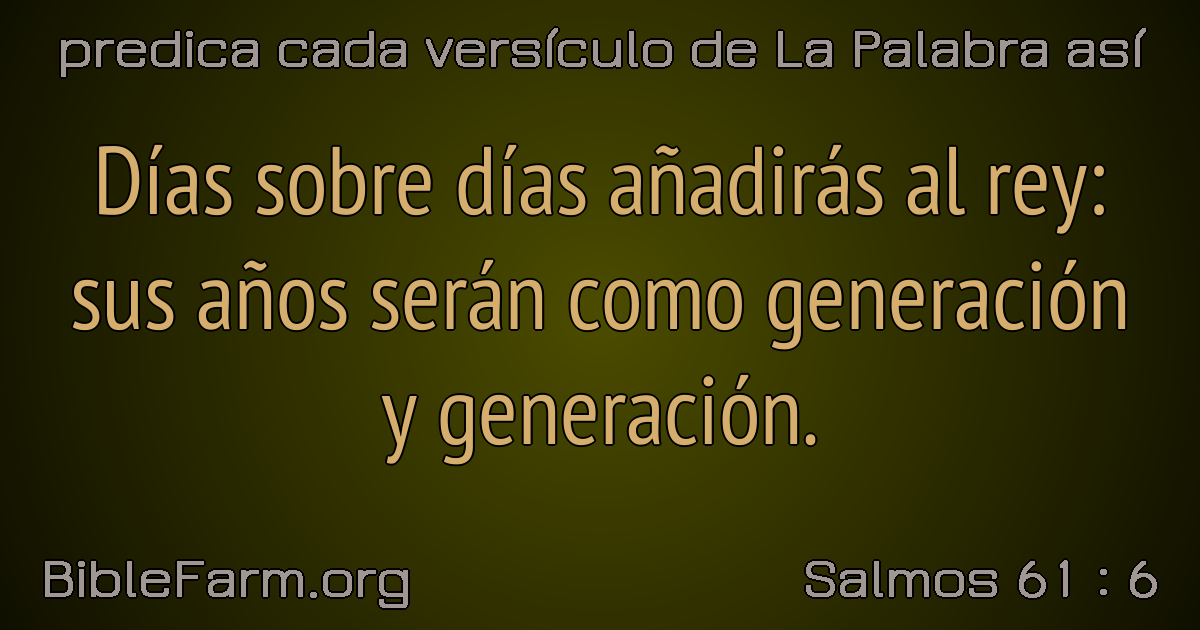 predica cada versículo de La Palabra así
Días sobre días añadirás al rey:
sus años serán como generación
y generación.
BibleFarm.org
Salmos 61 : 6